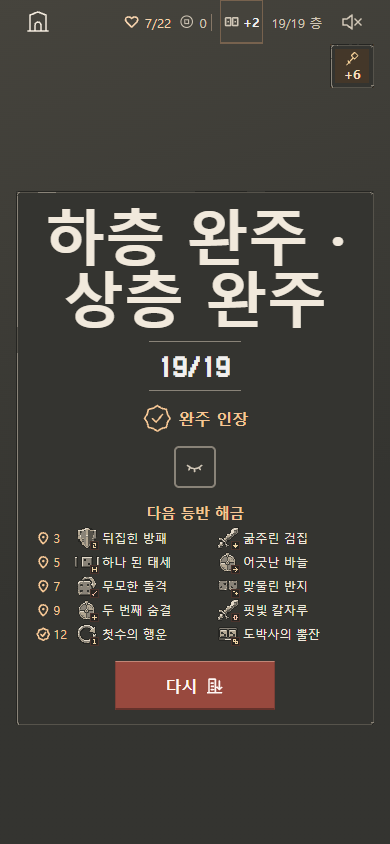 7/22 0 +2 19/19 층
+6
하층 완주 ·
상층 완주
19/19
완주 인장
다음 등반 해금
3 뒤집힌 방패 굶주린 검집
5 하나 된 태세 어긋난 바늘
7 무모한 돌격 맞물린 반지
9 두 번째 숨결 핏빛 칼자루
12 첫수의 행운 도박사의 뿔잔
다시